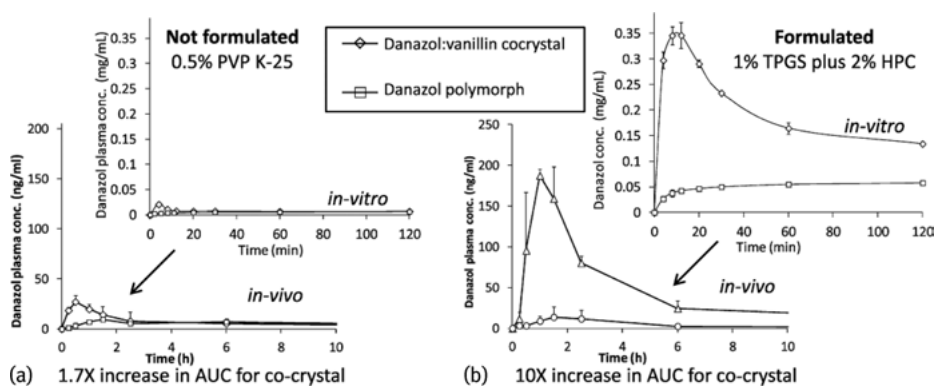 Not formulated
0.5% PVP K-25
Danazol plasma conc. (mg/mL)
0.35
0.3
0.25
0.2
0.15
0.1
0.05
0
0 20 40 60 80 100 120
Time (min)
in-vitro
Danazol:vanillin cocrystal
Danazol polymorph
Danazol plasma conc. (ng/ml)
200
150
100
50
0
0 2 4 6 8 10
Time (h)
in-vivo
(a) 1.7X increase in AUC for co-crystal
Formulated
1% TPGS plus 2% HPC
Danazol conc. (mg/mL)
0.35
0.3
0.25
0.2
0.15
0.1
0.05
0
0 20 40 60 80 100 120
Time (min)
in-vitro
Danazol plasma conc. (ng/ml)
250
200
150
100
50
0
0 2 4 6 8 10
Time (h)
in-vivo
(b) 10X increase in AUC for co-crystal